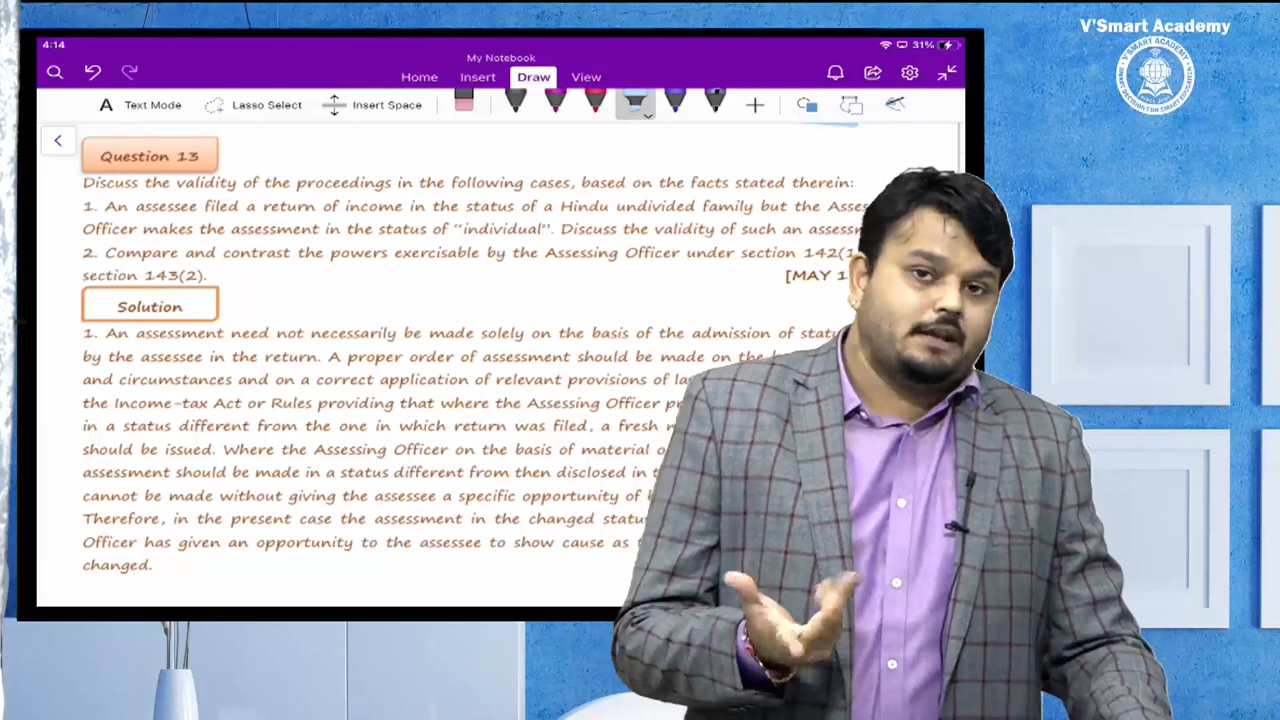 V'Smart Academy
4:14
31%
My Notebook
Home Insert Draw View
Text Mode Lasso Select Insert Space
Question 13
Discuss the validity of the proceedings in the following cases, based on the facts stated therein:
1. An assessee filed a return of income in the status of a Hindu undivided family but the
Officer makes the assessment in the status of "individual". Discuss the validity of such an
2. Compare and contrast the powers exercisable by the Assessing Officer under section
section 143(2). [MAY
Solution
1. An assessment need not necessarily be made solely on the basis of the admission of
by the assessee in the return. A proper order of assessment should be made on the
and circumstances and on a correct application of relevant provisions of
the Income-tax Act or Rules providing that where the Assessing Officer
in a status different from the one in which return was filed, a fresh
should be issued. Where the Assessing Officer on the basis of material
assessment should be made in a status different from then disclosed in
cannot be made without giving the assessee a specific opportunity of
Therefore, in the present case the assessment in the changed
Officer has given an opportunity to the assessee to show cause as
changed.